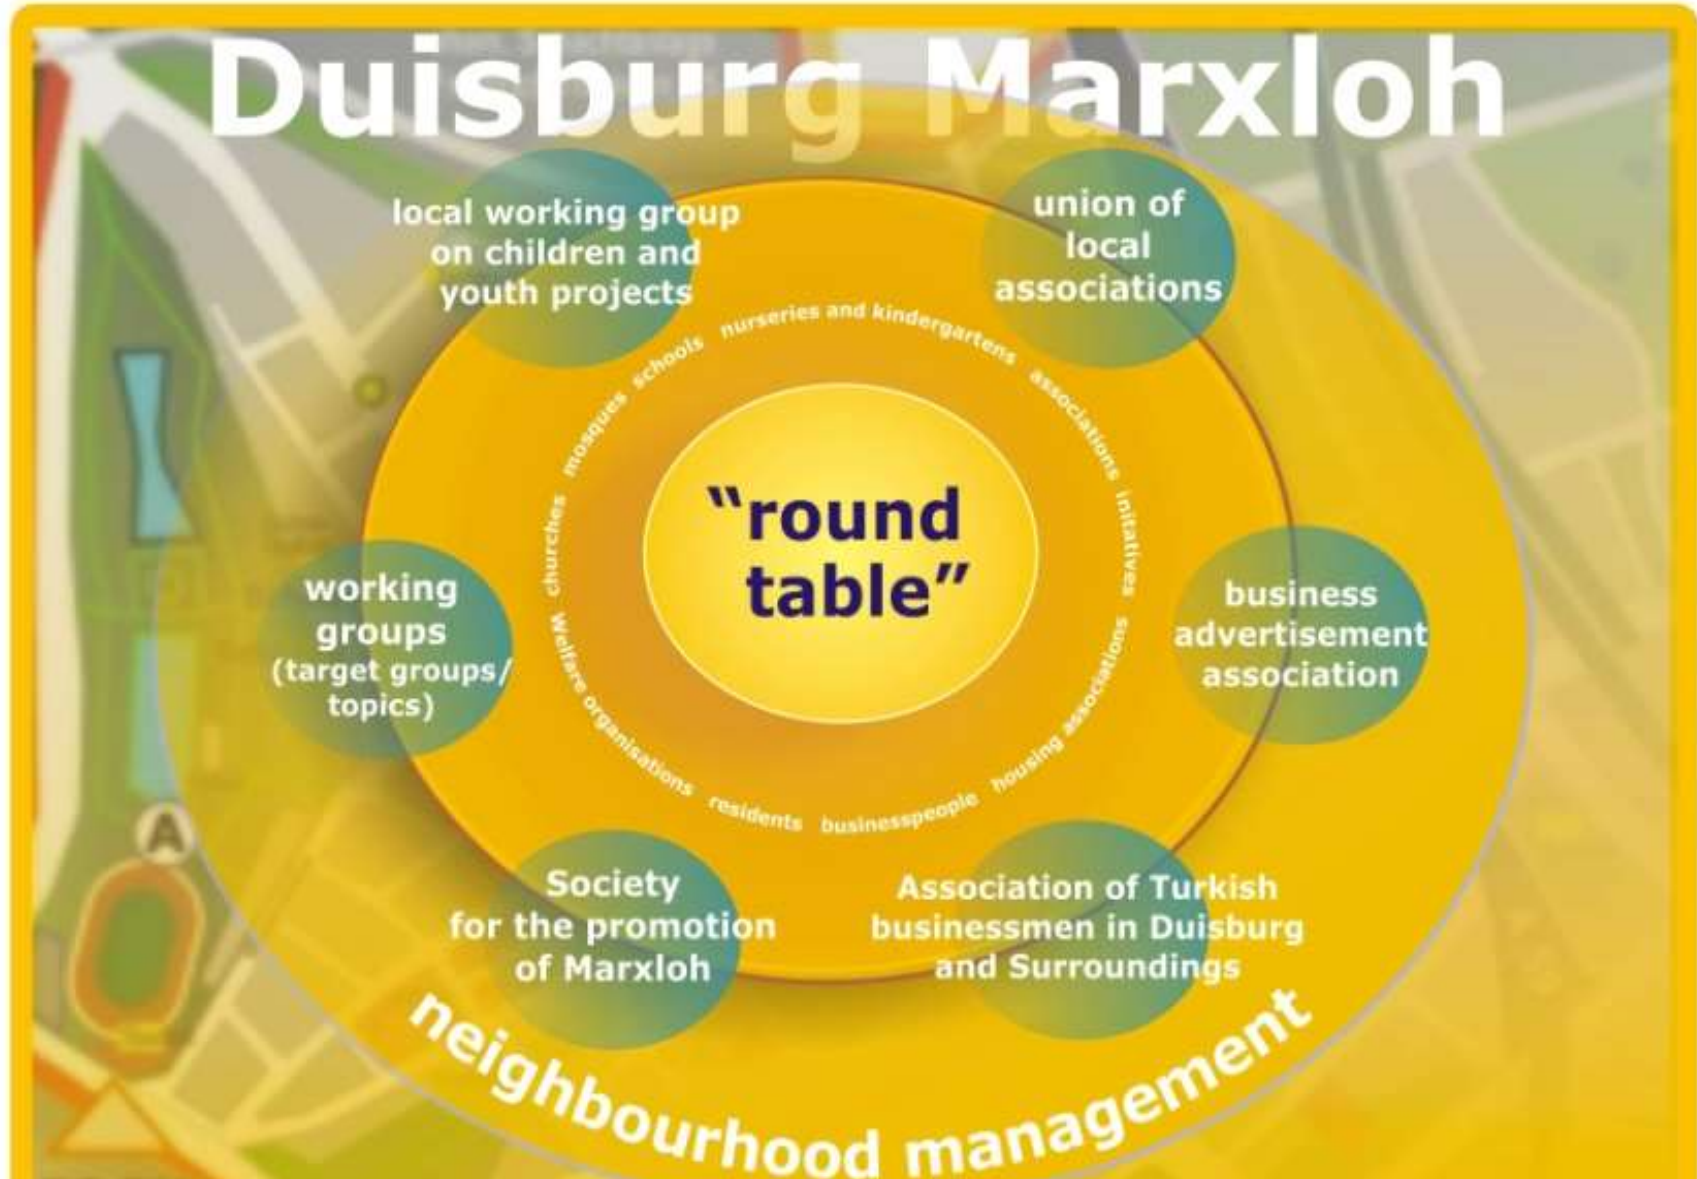 Duisburg Marxloh
local working group
on children and
youth projects
union of
local
associations
nurseries and kindergartens
associations
initatives
housing associations
businesspeople
residents
Welfare organisations
churches
mosques
schools
"round
table"
working
groups
(target groups/
topics)
business
advertisement
association
Society
for the promotion
of Marxloh
Association of Turkish
businessmen in Duisburg
and Surroundings
neighbourhood management
A